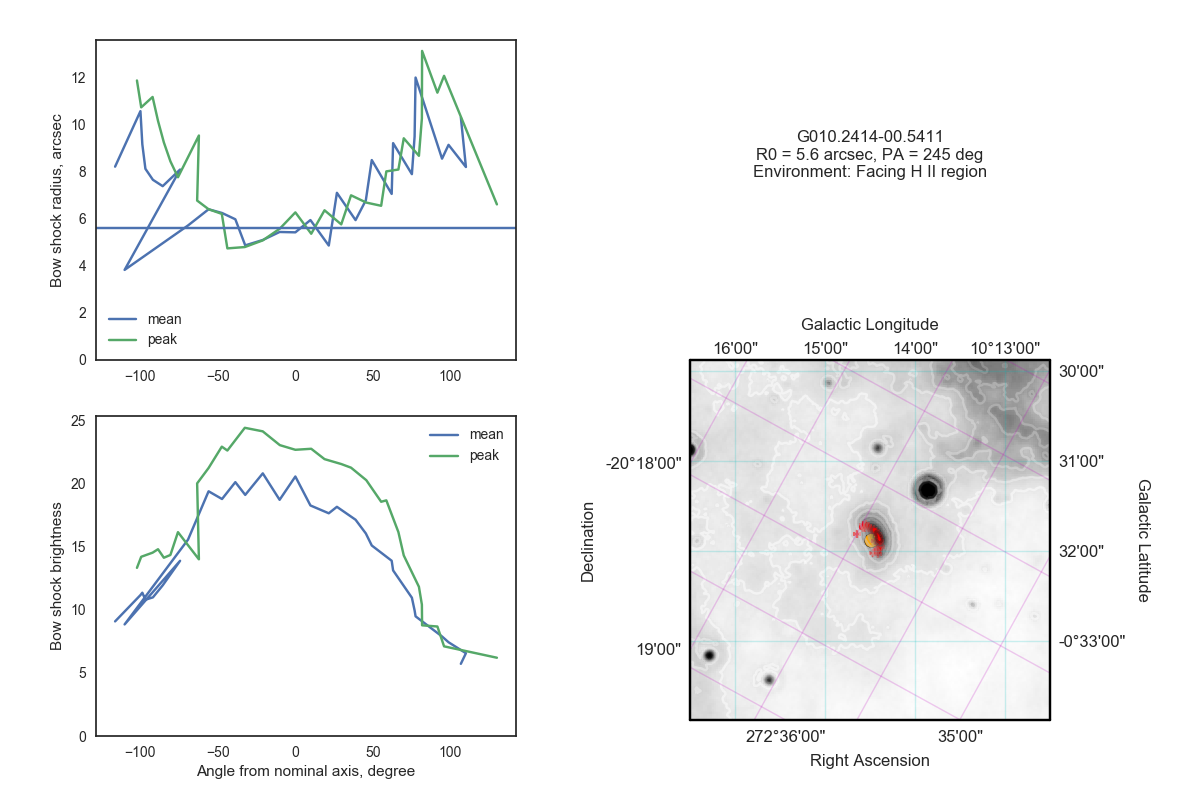 Bow shock radius, arcsec
12
10
8
6
4
2
0
mean
peak
−100 −50 0 50 100
Bow shock brightness
25
20
15
10
5
0
mean
peak
−100 −50 0 50 100
Angle from nominal axis, degree
G010.2414-00.5411
R0 = 5.6 arcsec, PA = 245 deg
Environment: Facing H II region
Galactic Longitude
16'00" 15'00" 14'00" 10°13'00"
30'00"
31'00"
32'00"
-0°33'00"
Galactic Latitude
-20°18'00"
19'00"
Declination
272°36'00" 35'00"
Right Ascension